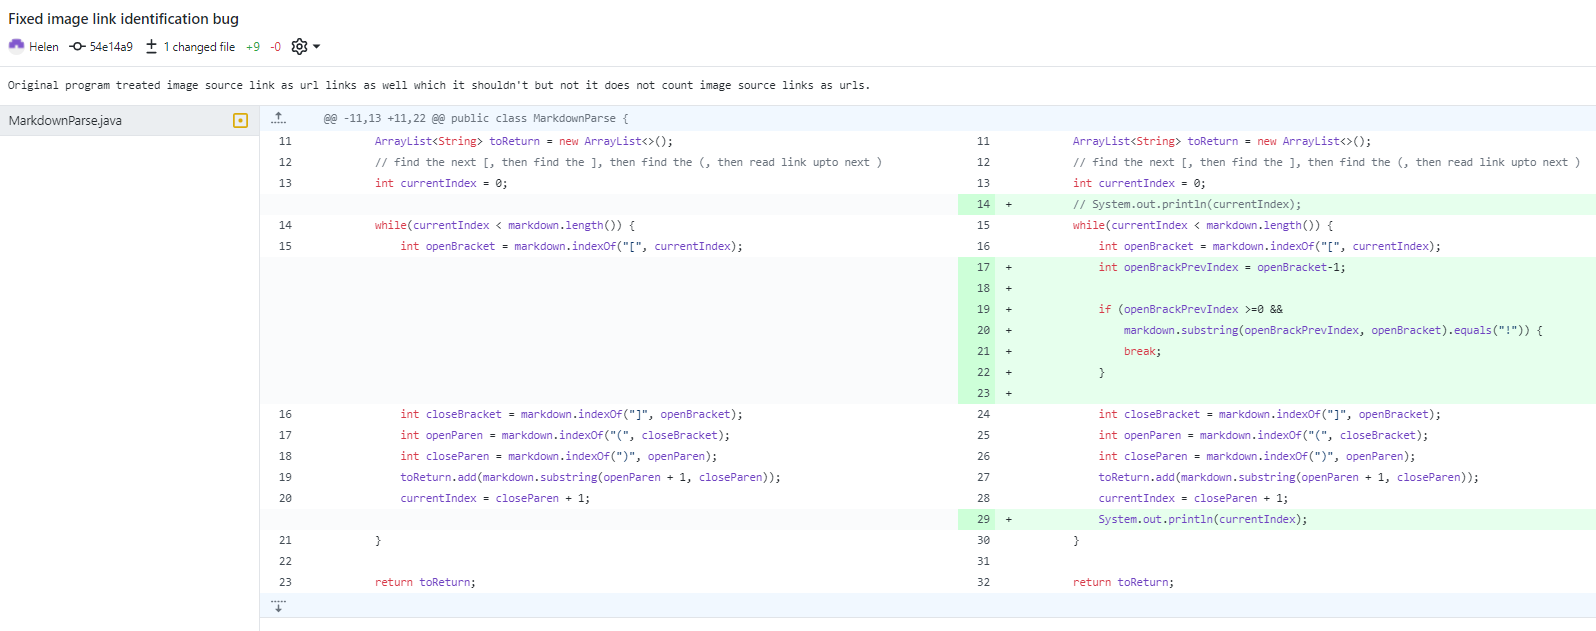 Fixed image link identification bug
Helen 54e14a9 1 changed file +9 -0
Original program treated image source link as url links as well which it shouldn't but not it does not count image source links as urls.
MarkdownParse.java
@@ -11,13 +11,22 @@ public class MarkdownParse {
11 ArrayList<String> toReturn = new ArrayList<>();
12 // find the next [, then find the ], then find the (, then read link upto next )
13 int currentIndex = 0;
14 while(currentIndex < markdown.length()) {
15 int openBracket = markdown.indexOf("[", currentIndex);
16 int closeBracket = markdown.indexOf("]", openBracket);
17 int openParen = markdown.indexOf("(", closeBracket);
18 int closeParen = markdown.indexOf(")", openParen);
19 toReturn.add(markdown.substring(openParen + 1, closeParen));
20 currentIndex = closeParen + 1;
21 }
22
23 return toReturn;
11 ArrayList<String> toReturn = new ArrayList<>();
12 // find the next [, then find the ], then find the (, then read link upto next )
13 int currentIndex = 0;
14 + // System.out.println(currentIndex);
15 while(currentIndex < markdown.length()) {
16 int openBracket = markdown.indexOf("[", currentIndex);
17 + int openBrackPrevIndex = openBracket-1;
18 +
19 + if (openBrackPrevIndex >=0 &&
20 + markdown.substring(openBrackPrevIndex, openBracket).equals("!")) {
21 + break;
22 + }
23 +
24 int closeBracket = markdown.indexOf("]", openBracket);
25 int openParen = markdown.indexOf("(", closeBracket);
26 int closeParen = markdown.indexOf(")", openParen);
27 toReturn.add(markdown.substring(openParen + 1, closeParen));
28 currentIndex = closeParen + 1;
29 + System.out.println(currentIndex);
30 }
31
32 return toReturn;